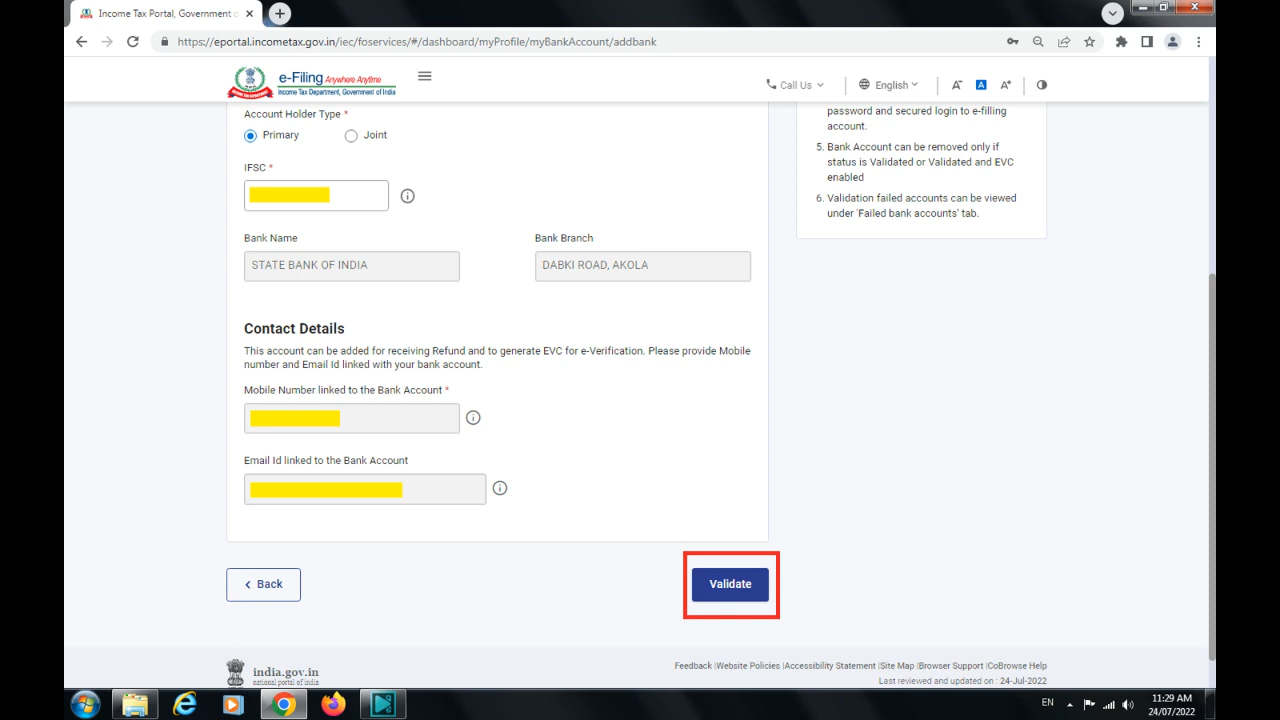 Income Tax Portal, Government o
https://eportal.incometax.gov.in/iec/foservices/#/dashboard/myProfile/myBankAccount/addbank
e-Filing Anywhere Anytime
Income Tax Department, Government of India
Call Us
English
A-
A
A+
Account Holder Type *
Primary
Joint
IFSC *
Bank Name
Bank Branch
STATE BANK OF INDIA
DABKI ROAD, AKOLA
Contact Details
This account can be added for receiving Refund and to generate EVC for e-Verification. Please provide Mobile
number and Email Id linked with your bank account.
Mobile Number linked to the Bank Account *
Email Id linked to the Bank Account
Back
Validate
password and secured login to e-filling
account.
5. Bank Account can be removed only if
status is Validated or Validated and EVC
enabled
6. Validation failed accounts can be viewed
under 'Failed bank accounts' tab.
india.gov.in
national portal of india
Feedback |Website Policies |Accessibility Statement |Site Map |Browser Support |CoBrowse Help
Last reviewed and updated on : 24-Jul-2022
EN
11:29 AM
24/07/2022